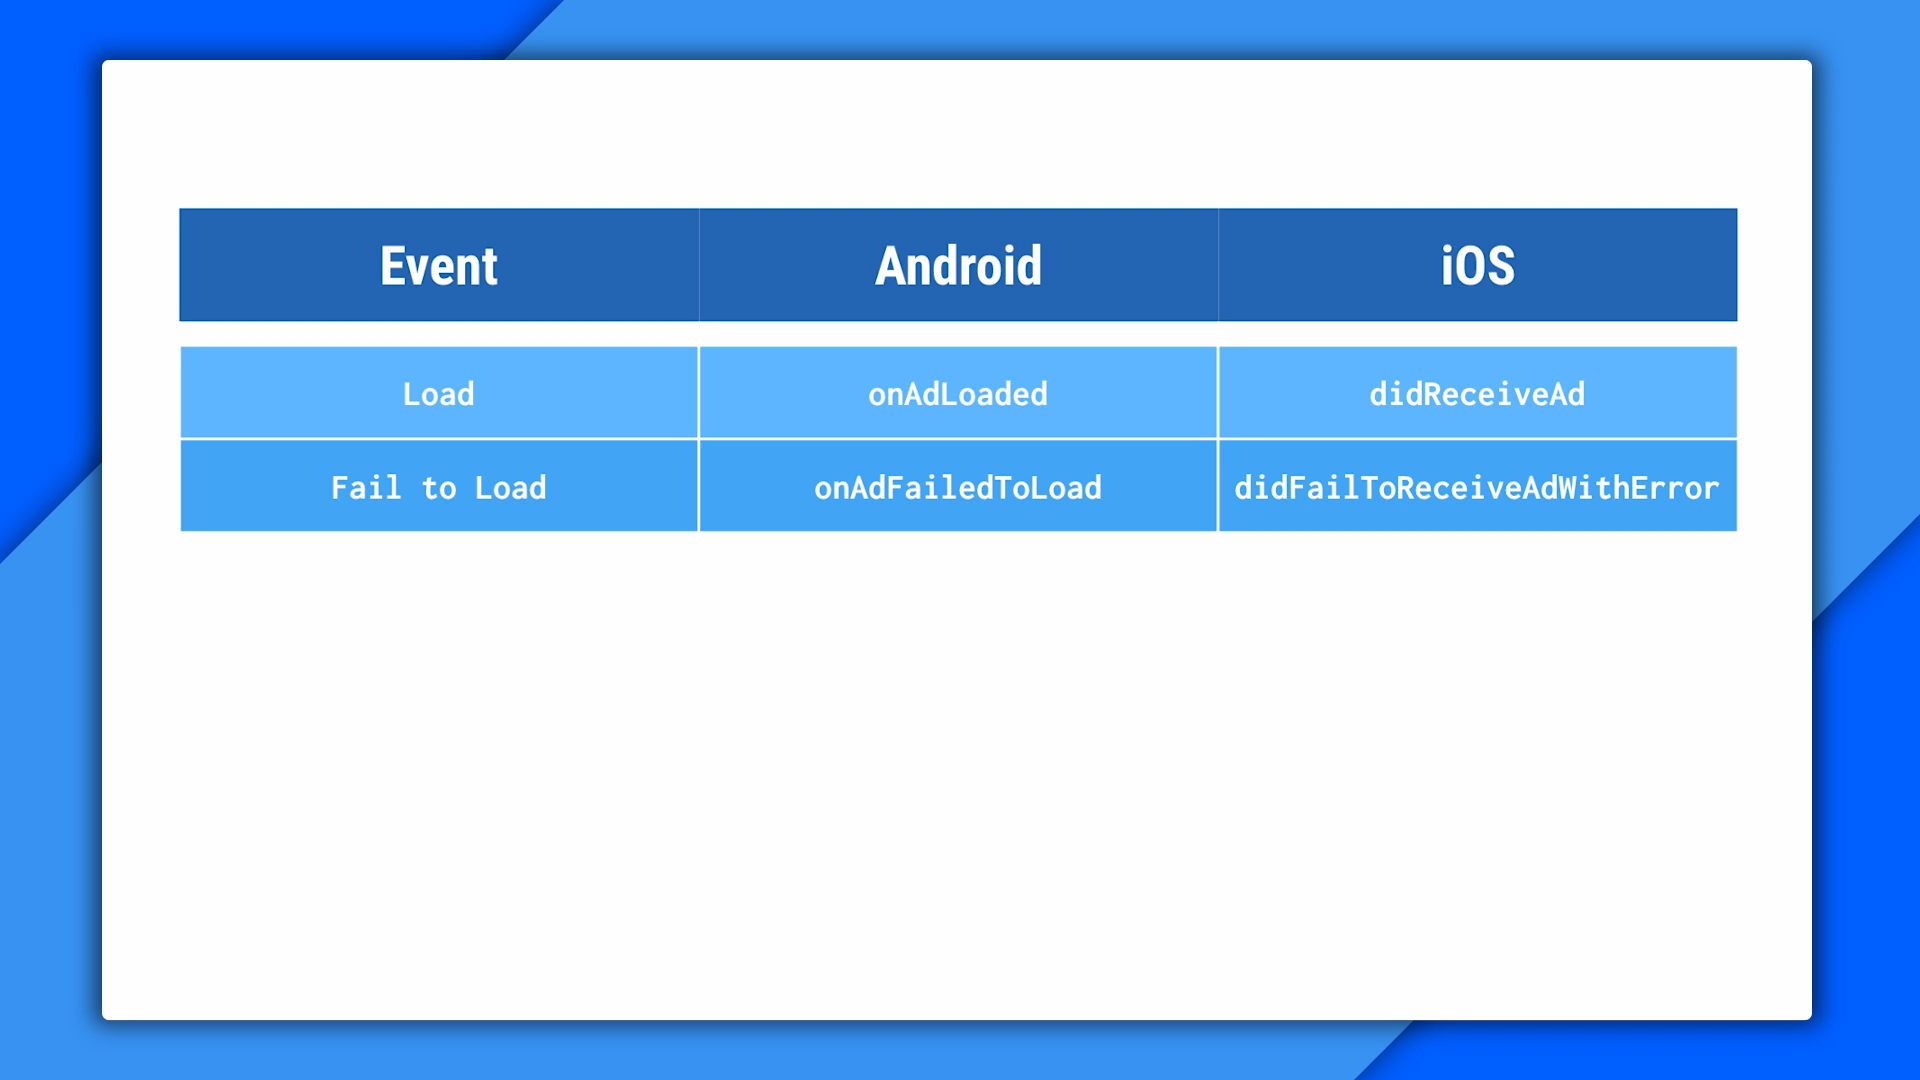 Event Android iOS
Load onAdLoaded didReceiveAd
Fail to Load onAdFailedToLoad didFailToReceiveAdWithError